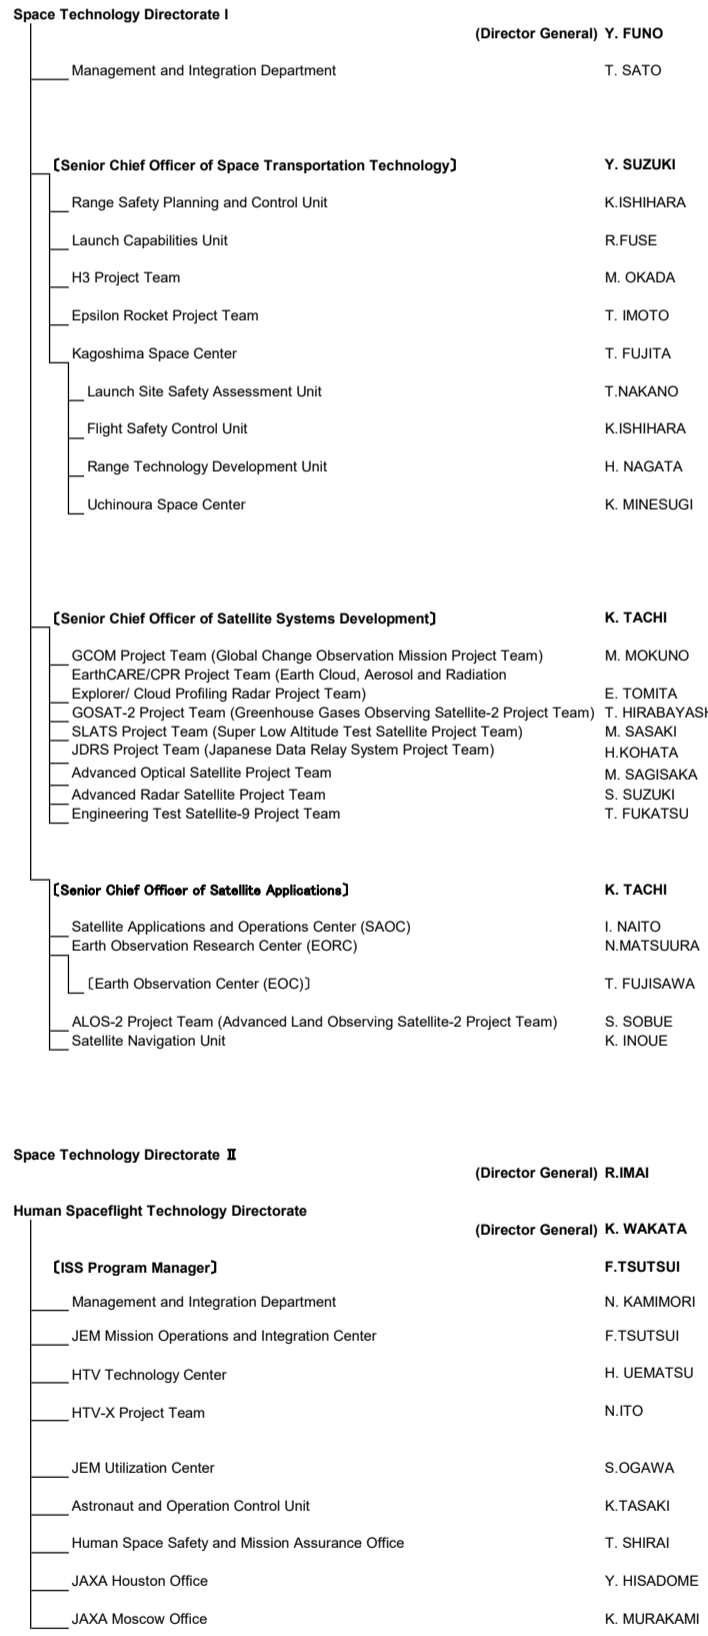 Space Technology Directorate Ⅰ
(Director General) Y. FUNO
Management and Integration Department T. SATO
〔Senior Chief Officer of Space Transportation Technology〕 Y. SUZUKI
Range Safety Planning and Control Unit K.ISHIHARA
Launch Capabilities Unit R.FUSE
H3 Project Team M. OKADA
Epsilon Rocket Project Team T. IMOTO
Kagoshima Space Center T. FUJITA
Launch Site Safety Assessment Unit T.NAKANO
Flight Safety Control Unit K.ISHIHARA
Range Technology Development Unit H. NAGATA
Uchinoura Space Center K. MINESUGI
〔Senior Chief Officer of Satellite Systems Development〕 K. TACHI
GCOM Project Team (Global Change Observation Mission Project Team) M. MOKUNO
EarthCARE/CPR Project Team (Earth Cloud, Aerosol and Radiation
Explorer/ Cloud Profiling Radar Project Team) E. TOMITA
GOSAT-2 Project Team (Greenhouse Gases Observing Satellite-2 Project Team) T. HIRABAYASH
SLATS Project Team (Super Low Altitude Test Satellite Project Team) M. SASAKI
JDRS Project Team (Japanese Data Relay System Project Team) H.KOHATA
Advanced Optical Satellite Project Team M. SAGISAKA
Advanced Radar Satellite Project Team S. SUZUKI
Engineering Test Satellite-9 Project Team T. FUKATSU
〔Senior Chief Officer of Satellite Applications〕 K. TACHI
Satellite Applications and Operations Center (SAOC) I. NAITO
Earth Observation Research Center (EORC) N.MATSUURA
〔Earth Observation Center (EOC)〕 T. FUJISAWA
ALOS-2 Project Team (Advanced Land Observing Satellite-2 Project Team) S. SOBUE
Satellite Navigation Unit K. INOUE
Space Technology Directorate Ⅱ
(Director General) R.IMAI
Human Spaceflight Technology Directorate
(Director General) K. WAKATA
〔ISS Program Manager〕 F.TSUTSUI
Management and Integration Department N. KAMIMORI
JEM Mission Operations and Integration Center F.TSUTSUI
HTV Technology Center H. UEMATSU
HTV-X Project Team N.ITO
JEM Utilization Center S.OGAWA
Astronaut and Operation Control Unit K.TASAKI
Human Space Safety and Mission Assurance Office T. SHIRAI
JAXA Houston Office Y. HISADOME
JAXA Moscow Office K. MURAKAMI